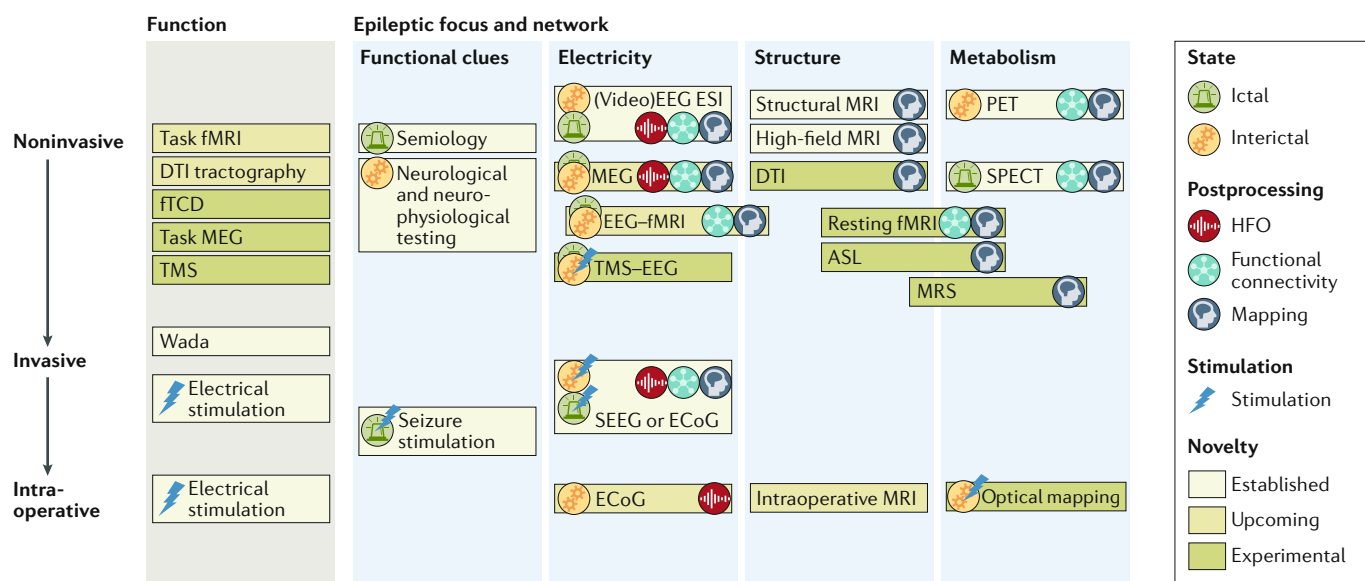 Function
Epileptic focus and network
Functional clues
Electricity
Structure
Metabolism
Noninvasive
Invasive
Intra-
operative
Task fMRI
DTI tractography
fTCD
Task MEG
TMS
Wada
Electrical
stimulation
Electrical
stimulation
Semiology
Neurological
and neuro-
physiological
testing
Seizure
stimulation
(Video)EEG ESI
MEG
EEG–fMRI
TMS–EEG
SEEG or ECoG
ECoG
Structural MRI
High-field MRI
DTI
Resting fMRI
ASL
MRS
Intraoperative MRI
PET
SPECT
Optical mapping
State
Ictal
Interictal
Postprocessing
HFO
Functional
connectivity
Mapping
Stimulation
Stimulation
Novelty
Established
Upcoming
Experimental